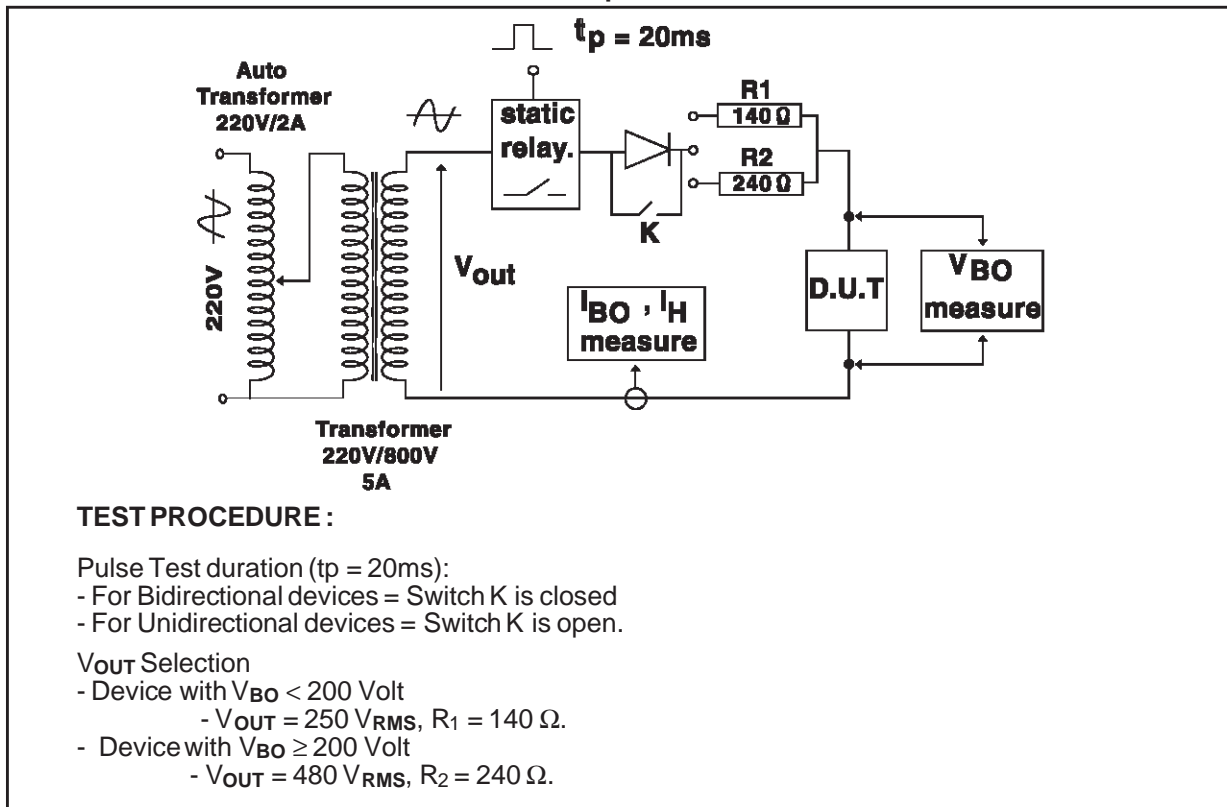 tp = 20ms
Auto
Transformer
220V/2A
static
relay.
R1
140 Ω
R2
240 Ω
K
220V
Vout
IBO , IH
measure
D.U.T
VBO
measure
Transformer
220V/800V
5A
TEST PROCEDURE :
Pulse Test duration (tp = 20ms):
- For Bidirectional devices = Switch K is closed
- For Unidirectional devices = Switch K is open.
VOUT Selection
- Device with VBO < 200 Volt
- VOUT = 250 VRMS, R1 = 140 Ω.
- Device with VBO ≥ 200 Volt
- VOUT = 480 VRMS, R2 = 240 Ω.